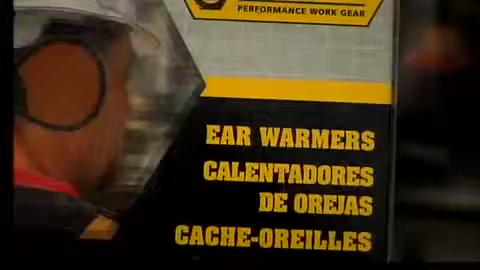 PERFORMANCE WORK GEAR
EAR WARMERS
CALENTADORES
DE OREJAS
CACHE-OREILLES